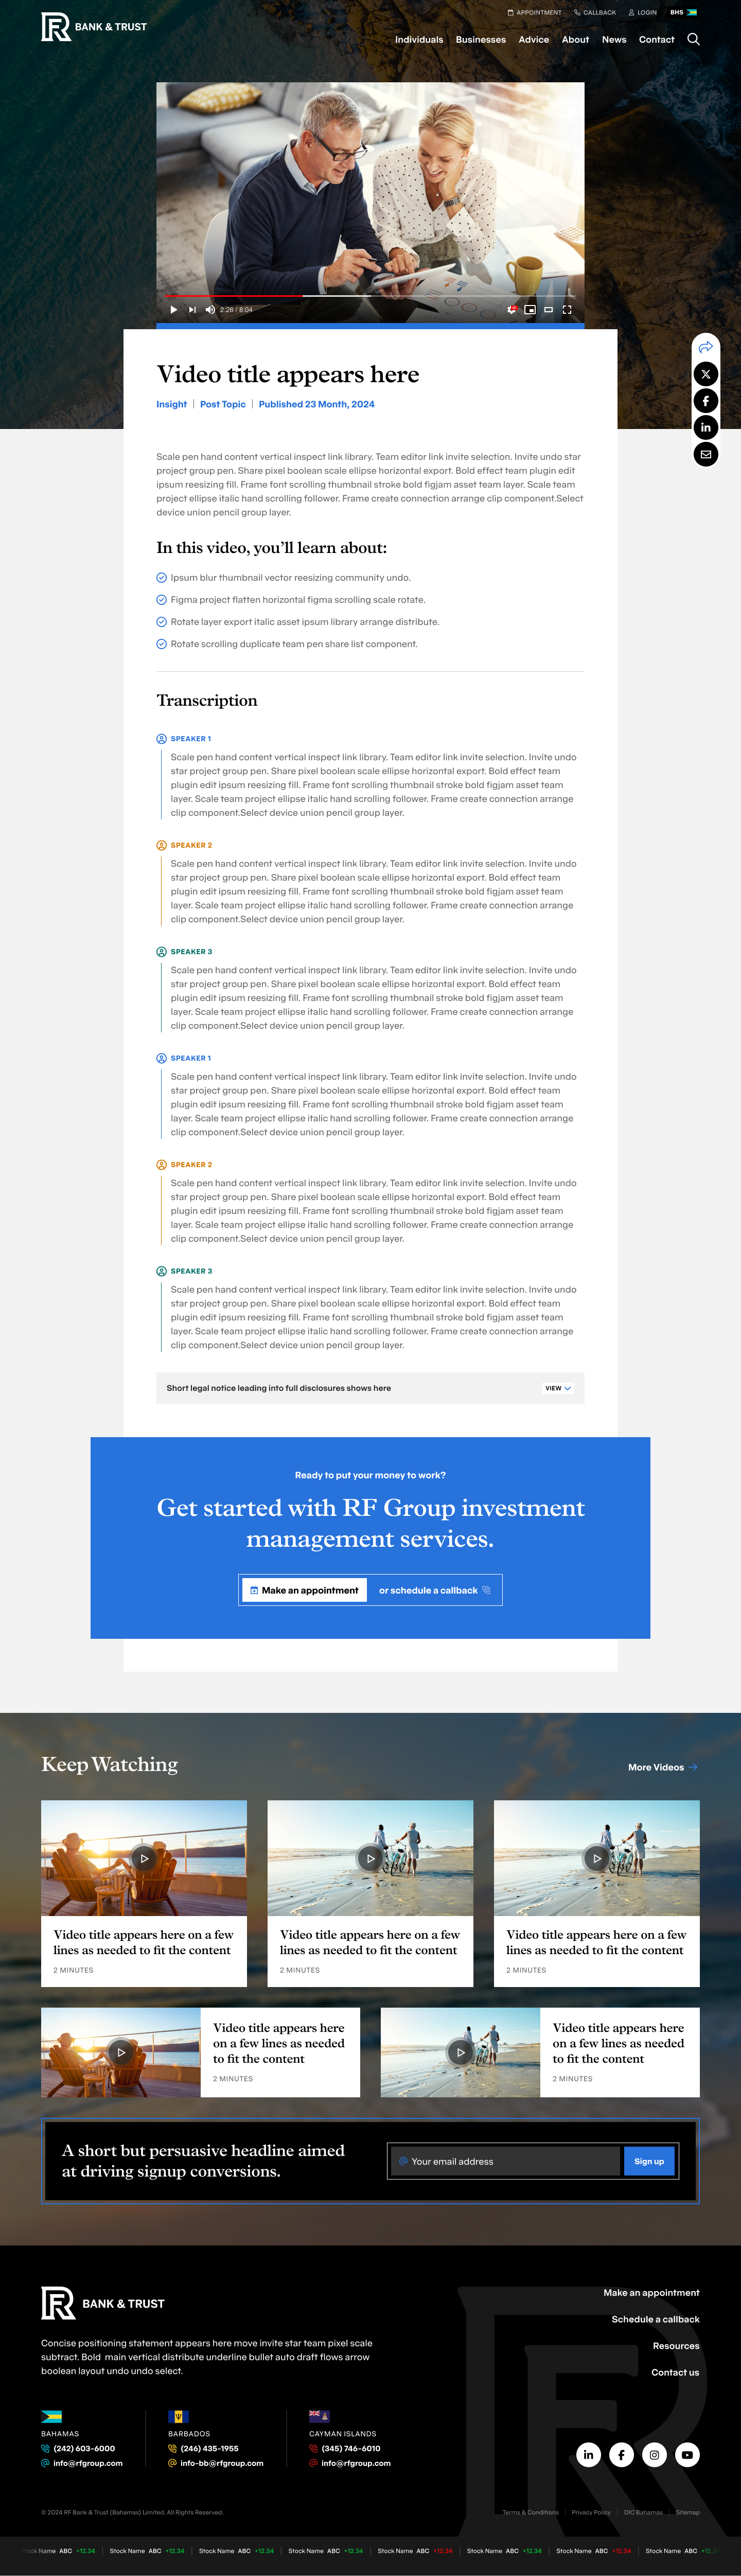 BANK & TRUST
APPOINTMENT CALLBACK LOGIN BHS
Individuals Businesses Advice About News Contact
2:26 / 8:04
Video title appears here
Insight | Post Topic | Published 23 Month, 2024
Scale pen hand content vertical inspect link library. Team editor link invite selection. Invite undo star
project group pen. Share pixel boolean scale ellipse horizontal export. Bold effect team plugin edit
ipsum reesizing fill. Frame font scrolling thumbnail stroke bold figjam asset team layer. Scale team
project ellipse italic hand scrolling follower. Frame create connection arrange clip component.Select
device union pencil group layer.
In this video, you’ll learn about:
Ipsum blur thumbnail vector reesizing community undo.
Figma project flatten horizontal figma scrolling scale rotate.
Rotate layer export italic asset ipsum library arrange distribute.
Rotate scrolling duplicate team pen share list component.
Transcription
SPEAKER 1
Scale pen hand content vertical inspect link library. Team editor link invite selection. Invite undo
star project group pen. Share pixel boolean scale ellipse horizontal export. Bold effect team
plugin edit ipsum reesizing fill. Frame font scrolling thumbnail stroke bold figjam asset team
layer. Scale team project ellipse italic hand scrolling follower. Frame create connection arrange
clip component.Select device union pencil group layer.
SPEAKER 2
Scale pen hand content vertical inspect link library. Team editor link invite selection. Invite undo
star project group pen. Share pixel boolean scale ellipse horizontal export. Bold effect team
plugin edit ipsum reesizing fill. Frame font scrolling thumbnail stroke bold figjam asset team
layer. Scale team project ellipse italic hand scrolling follower. Frame create connection arrange
clip component.Select device union pencil group layer.
SPEAKER 3
Scale pen hand content vertical inspect link library. Team editor link invite selection. Invite undo
star project group pen. Share pixel boolean scale ellipse horizontal export. Bold effect team
plugin edit ipsum reesizing fill. Frame font scrolling thumbnail stroke bold figjam asset team
layer. Scale team project ellipse italic hand scrolling follower. Frame create connection arrange
clip component.Select device union pencil group layer.
SPEAKER 1
Scale pen hand content vertical inspect link library. Team editor link invite selection. Invite undo
star project group pen. Share pixel boolean scale ellipse horizontal export. Bold effect team
plugin edit ipsum reesizing fill. Frame font scrolling thumbnail stroke bold figjam asset team
layer. Scale team project ellipse italic hand scrolling follower. Frame create connection arrange
clip component.Select device union pencil group layer.
SPEAKER 2
Scale pen hand content vertical inspect link library. Team editor link invite selection. Invite undo
star project group pen. Share pixel boolean scale ellipse horizontal export. Bold effect team
plugin edit ipsum reesizing fill. Frame font scrolling thumbnail stroke bold figjam asset team
layer. Scale team project ellipse italic hand scrolling follower. Frame create connection arrange
clip component.Select device union pencil group layer.
SPEAKER 3
Scale pen hand content vertical inspect link library. Team editor link invite selection. Invite undo
star project group pen. Share pixel boolean scale ellipse horizontal export. Bold effect team
plugin edit ipsum reesizing fill. Frame font scrolling thumbnail stroke bold figjam asset team
layer. Scale team project ellipse italic hand scrolling follower. Frame create connection arrange
clip component.Select device union pencil group layer.
Short legal notice leading into full disclosures shows here VIEW
Ready to put your money to work?
Get started with RF Group investment
management services.
Make an appointment or schedule a callback
Keep Watching
More Videos
Video title appears here on a few
lines as needed to fit the content
2 MINUTES
Video title appears here on a few
lines as needed to fit the content
2 MINUTES
Video title appears here on a few
lines as needed to fit the content
2 MINUTES
Video title appears here
on a few lines as needed
to fit the content
2 MINUTES
Video title appears here
on a few lines as needed
to fit the content
2 MINUTES
A short but persuasive headline aimed
at driving signup conversions.
Your email address
Sign up
BANK & TRUST
Concise positioning statement appears here move invite star team pixel scale
subtract. Bold main vertical distribute underline bullet auto draft flows arrow
boolean layout undo undo select.
Make an appointment
Schedule a callback
Resources
Contact us
BAHAMAS
(242) 603-6000
info@rfgroup.com
BARBADOS
(246) 435-1955
info-bb@rfgroup.com
CAYMAN ISLANDS
(345) 746-6010
info@rfgroup.com
© 2024 RF Bank & Trust (Bahamas) Limited. All Rights Reserved.
Terms & Conditions | Privacy Policy | DIC Bahamas | Sitemap
Name ABC +12.34 | Stock Name ABC +12.34 | Stock Name ABC +12.34 | Stock Name ABC +12.34 | Stock Name ABC +12.34 | Stock Name ABC +12.34 | Stock Name ABC +12.34 | Stock Name ABC